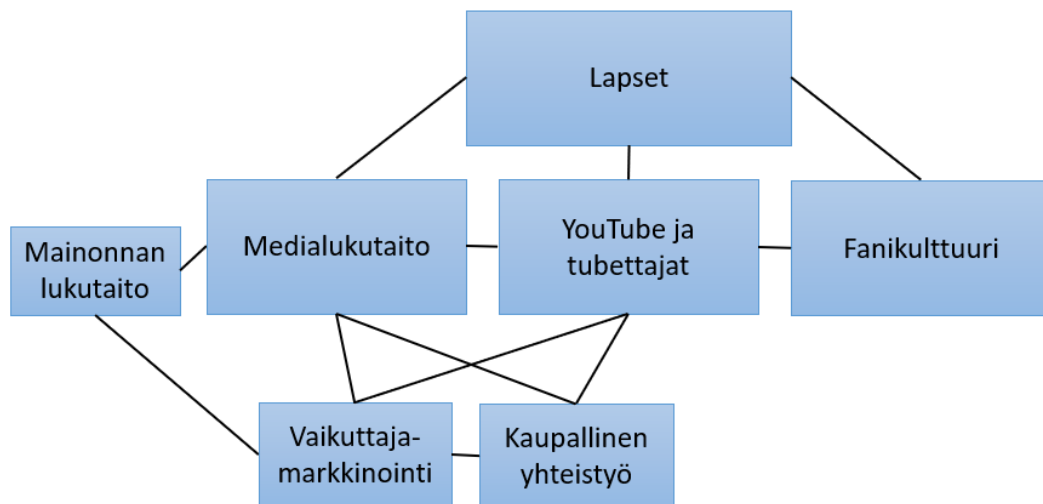 Lapset
Mainonnan
lukutaito
Medialukutaito
YouTube ja
tubettajat
Fanikulttuuri
Vaikuttaja-
markkinointi
Kaupallinen
yhteistyö